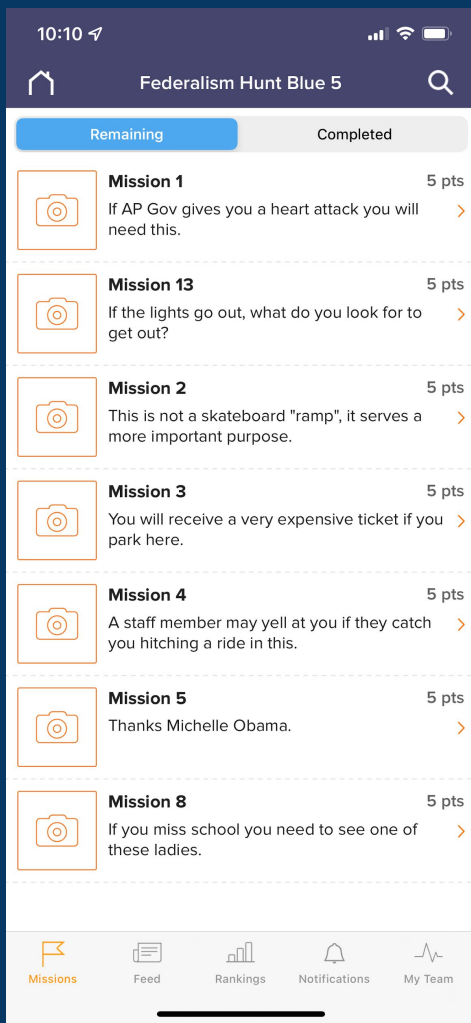 10:10
Federalism Hunt Blue 5
Remaining
Completed
Mission 1
5 pts
If AP Gov gives you a heart attack you will
need this.
Mission 13
5 pts
If the lights go out, what do you look for to
get out?
Mission 2
5 pts
This is not a skateboard "ramp", it serves a
more important purpose.
Mission 3
5 pts
You will receive a very expensive ticket if you
park here.
Mission 4
5 pts
A staff member may yell at you if they catch
you hitching a ride in this.
Mission 5
5 pts
Thanks Michelle Obama.
Mission 8
5 pts
If you miss school you need to see one of
these ladies.
Missions
Feed
Rankings
Notifications
My Team